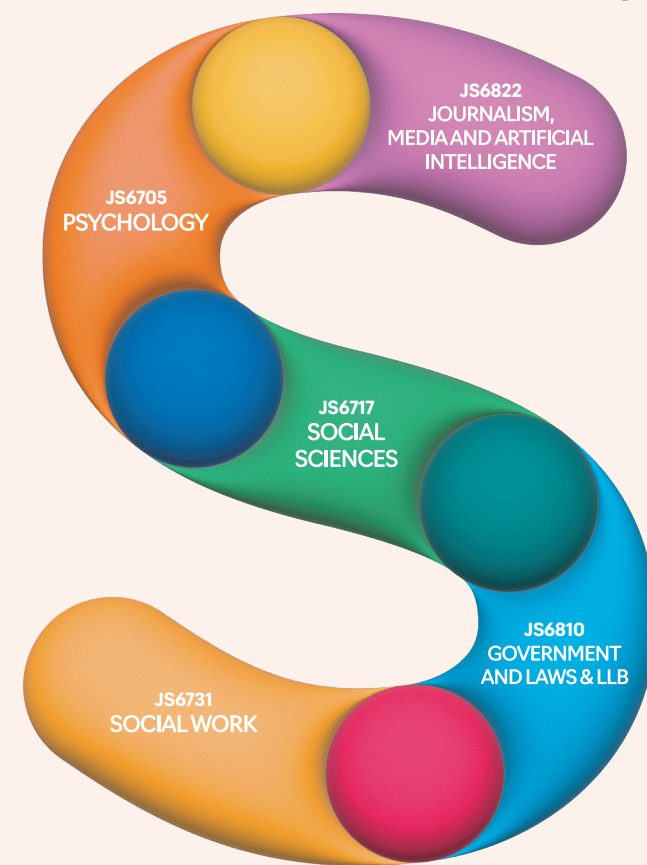 JS6822
JOURNALISM,
MEDIA AND ARTIFICIAL
INTELLIGENCE
JS6705
PSYCHOLOGY
JS6717
SOCIAL
SCIENCES
JS6810
GOVERNMENT
AND LAWS & LLB
JS6731
SOCIAL WORK